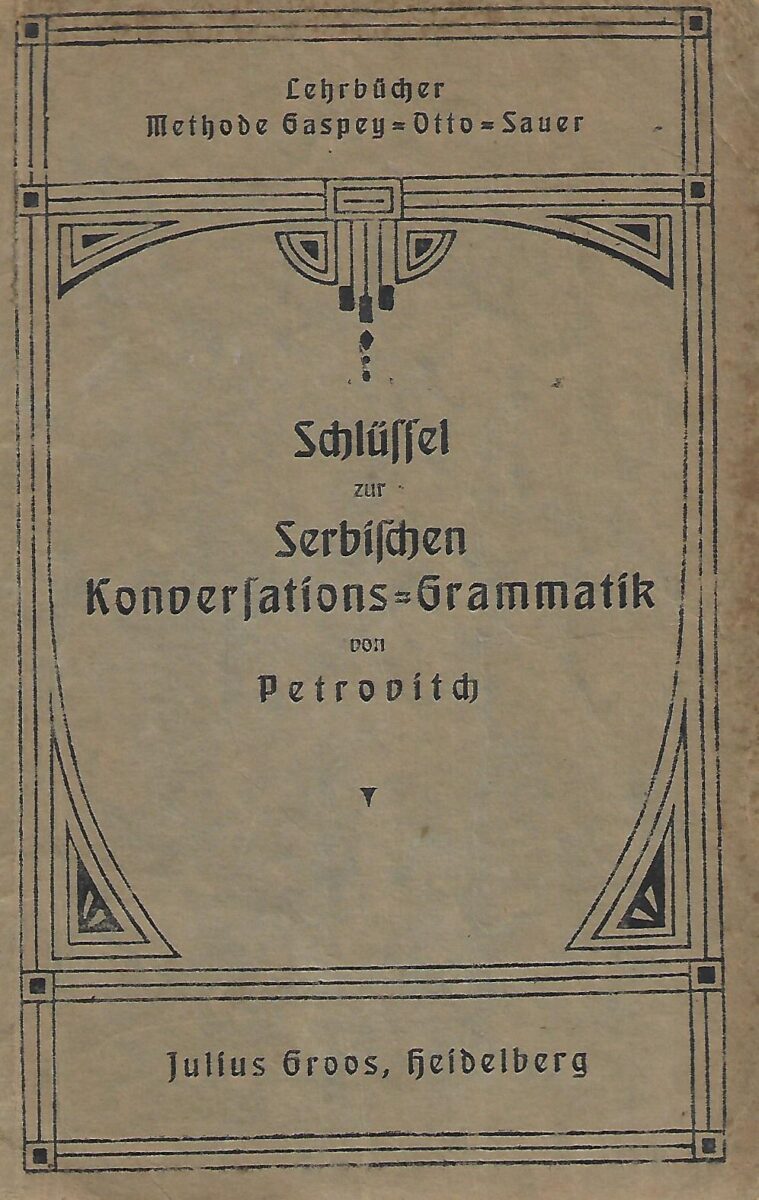 Lehrbücher
Methode Gaspey=Otto=Sauer
Schlüſſel
zur
Serbiſchen
Konverſations=Grammatik
von
Petrovitch
Julius Groos, Heidelberg